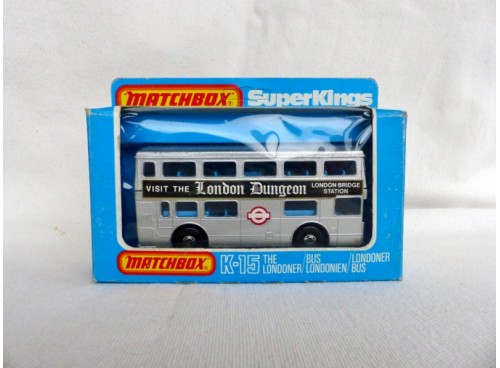 MATCHBOX SuperKings
VISIT THE London Dungeon LONDON BRIDGE
STATION
MATCHBOX K-15 THE LONDONER / BUS LONDONIEN / LONDONER BUS